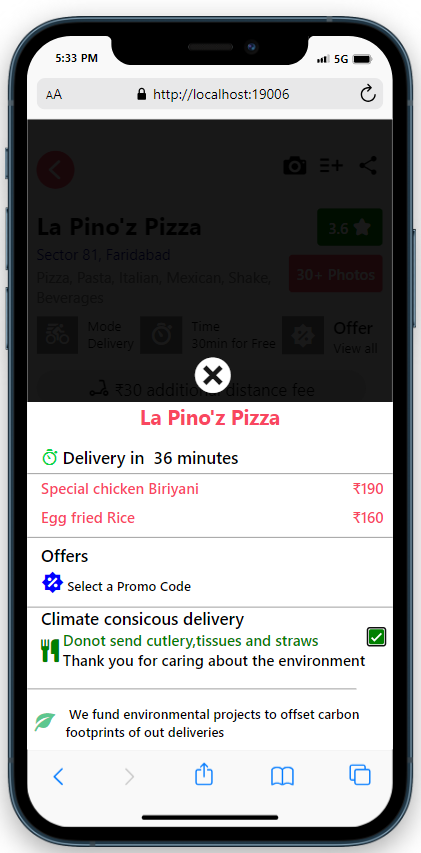 5:33 PM
5G
AA
http://localhost:19006
La Pino'z Pizza
3.6
Sector 81, Faridabad
Pizza, Pasta, Italian, Mexican, Shake,
Beverages
30+ Photos
Mode
Delivery
Time
30min for Free
Offer
View all
₹30 additional distance fee
La Pino'z Pizza
Delivery in 36 minutes
Special chicken Biriyani ₹190
Egg fried Rice ₹160
Offers
Select a Promo Code
Climate consicous delivery
Donot send cutlery,tissues and straws
Thank you for caring about the environment
We fund environmental projects to offset carbon
footprints of out deliveries